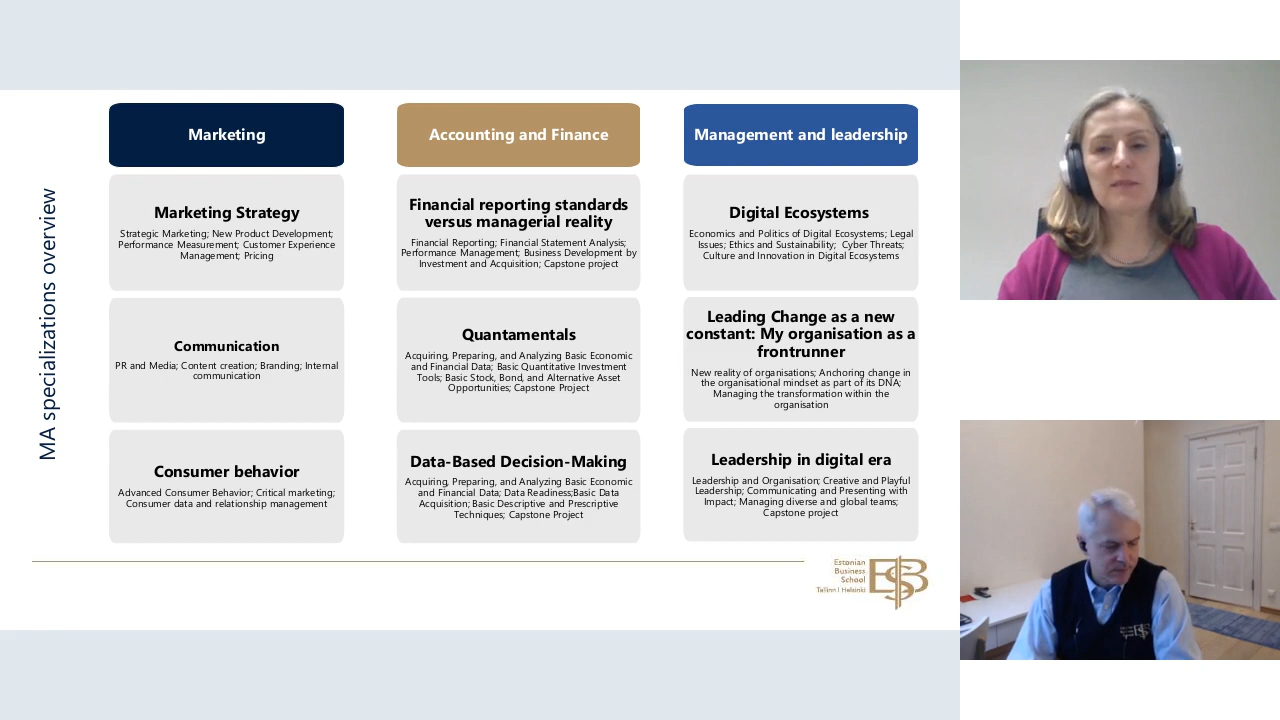 MA specializations overview
Marketing
Marketing Strategy
Strategic Marketing; New Product Development;
Performance Measurement; Customer Experience
Management; Pricing
Communication
PR and Media; Content creation; Branding; Internal
communication
Consumer behavior
Advanced Consumer Behavior; Critical marketing;
Consumer data and relationship management
Accounting and Finance
Financial reporting standards
versus managerial reality
Financial Reporting; Financial Statement Analysis;
Performance Management; Business Development by
Investment and Acquisition; Capstone project
Quantamentals
Acquiring, Preparing, and Analyzing Basic Economic
and Financial Data; Basic Quantitative Investment
Tools; Basic Stock, Bond, and Alternative Asset
Opportunities; Capstone Project
Data-Based Decision-Making
Acquiring, Preparing, and Analyzing Basic Economic
and Financial Data; Data Readiness;Basic Data
Acquisition; Basic Descriptive and Prescriptive
Techniques; Capstone Project
Management and leadership
Digital Ecosystems
Economics and Politics of Digital Ecosystems; Legal
Issues; Ethics and Sustainability; Cyber Threats;
Culture and Innovation in Digital Ecosystems
Leading Change as a new
constant: My organisation as a
frontrunner
New reality of organisations; Anchoring change in
the organisational mindset as part of its DNA;
Managing the transformation within the
organisation
Leadership in digital era
Leadership and Organisation; Creative and Playful
Leadership; Communicating and Presenting with
Impact; Managing diverse and global teams;
Capstone project
Estonian
Business
School
Tallinn | Helsinki
EBS